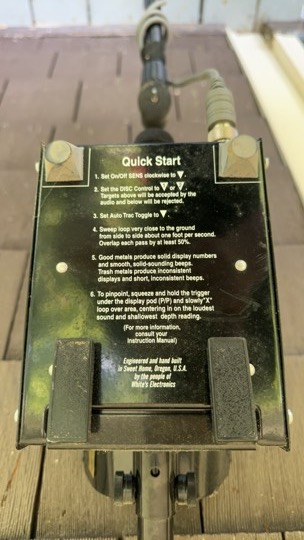 Quick Start
1. Set On/Off SENS clockwise to ▼.
2. Set the DISC Control to ▼ or ▼.
Targets above will be accepted by the
audio and below will be rejected.
3. Set Auto Trac Toggle to ▼.
4. Sweep loop very close to the ground
from side to side about one foot per second.
Overlap each pass by at least 50%.
5. Good metals produce solid display numbers
and smooth, solid-sounding beeps.
Trash metals produce inconsistent
displays and short, inconsistent beeps.
6. To pinpoint, squeeze and hold the trigger
under the display pod (P/P) and slowly"X"
loop over area, centering in on the loudest
sound and shallowest depth reading.
(For more information,
consult your
Instruction Manual)
Engineered and hand built
in Sweet Home, Oregon, U.S.A.
by the people of
White's Electronics